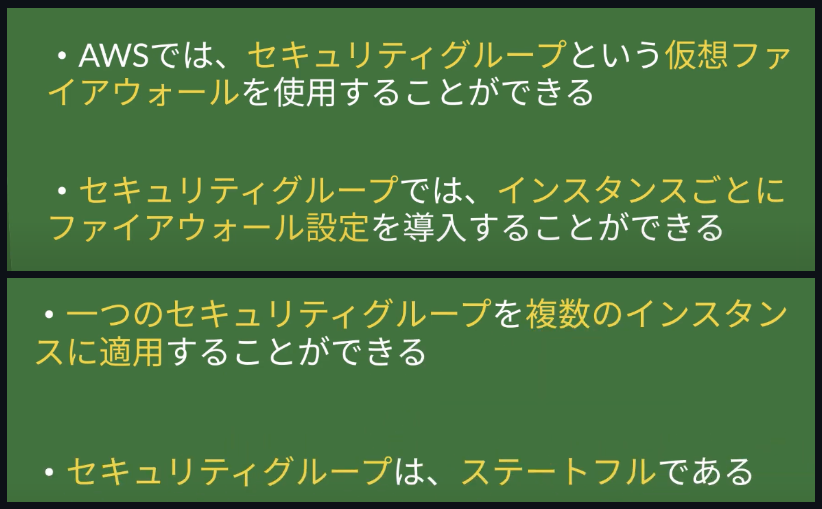 ・AWSでは、セキュリティグループという仮想ファ
イアウォールを使用することができる
・セキュリティグループでは、インスタンスごとに
ファイアウォール設定を導入することができる
・一つのセキュリティグループを複数のインスタン
スに適用することができる
・セキュリティグループは、ステートフルである